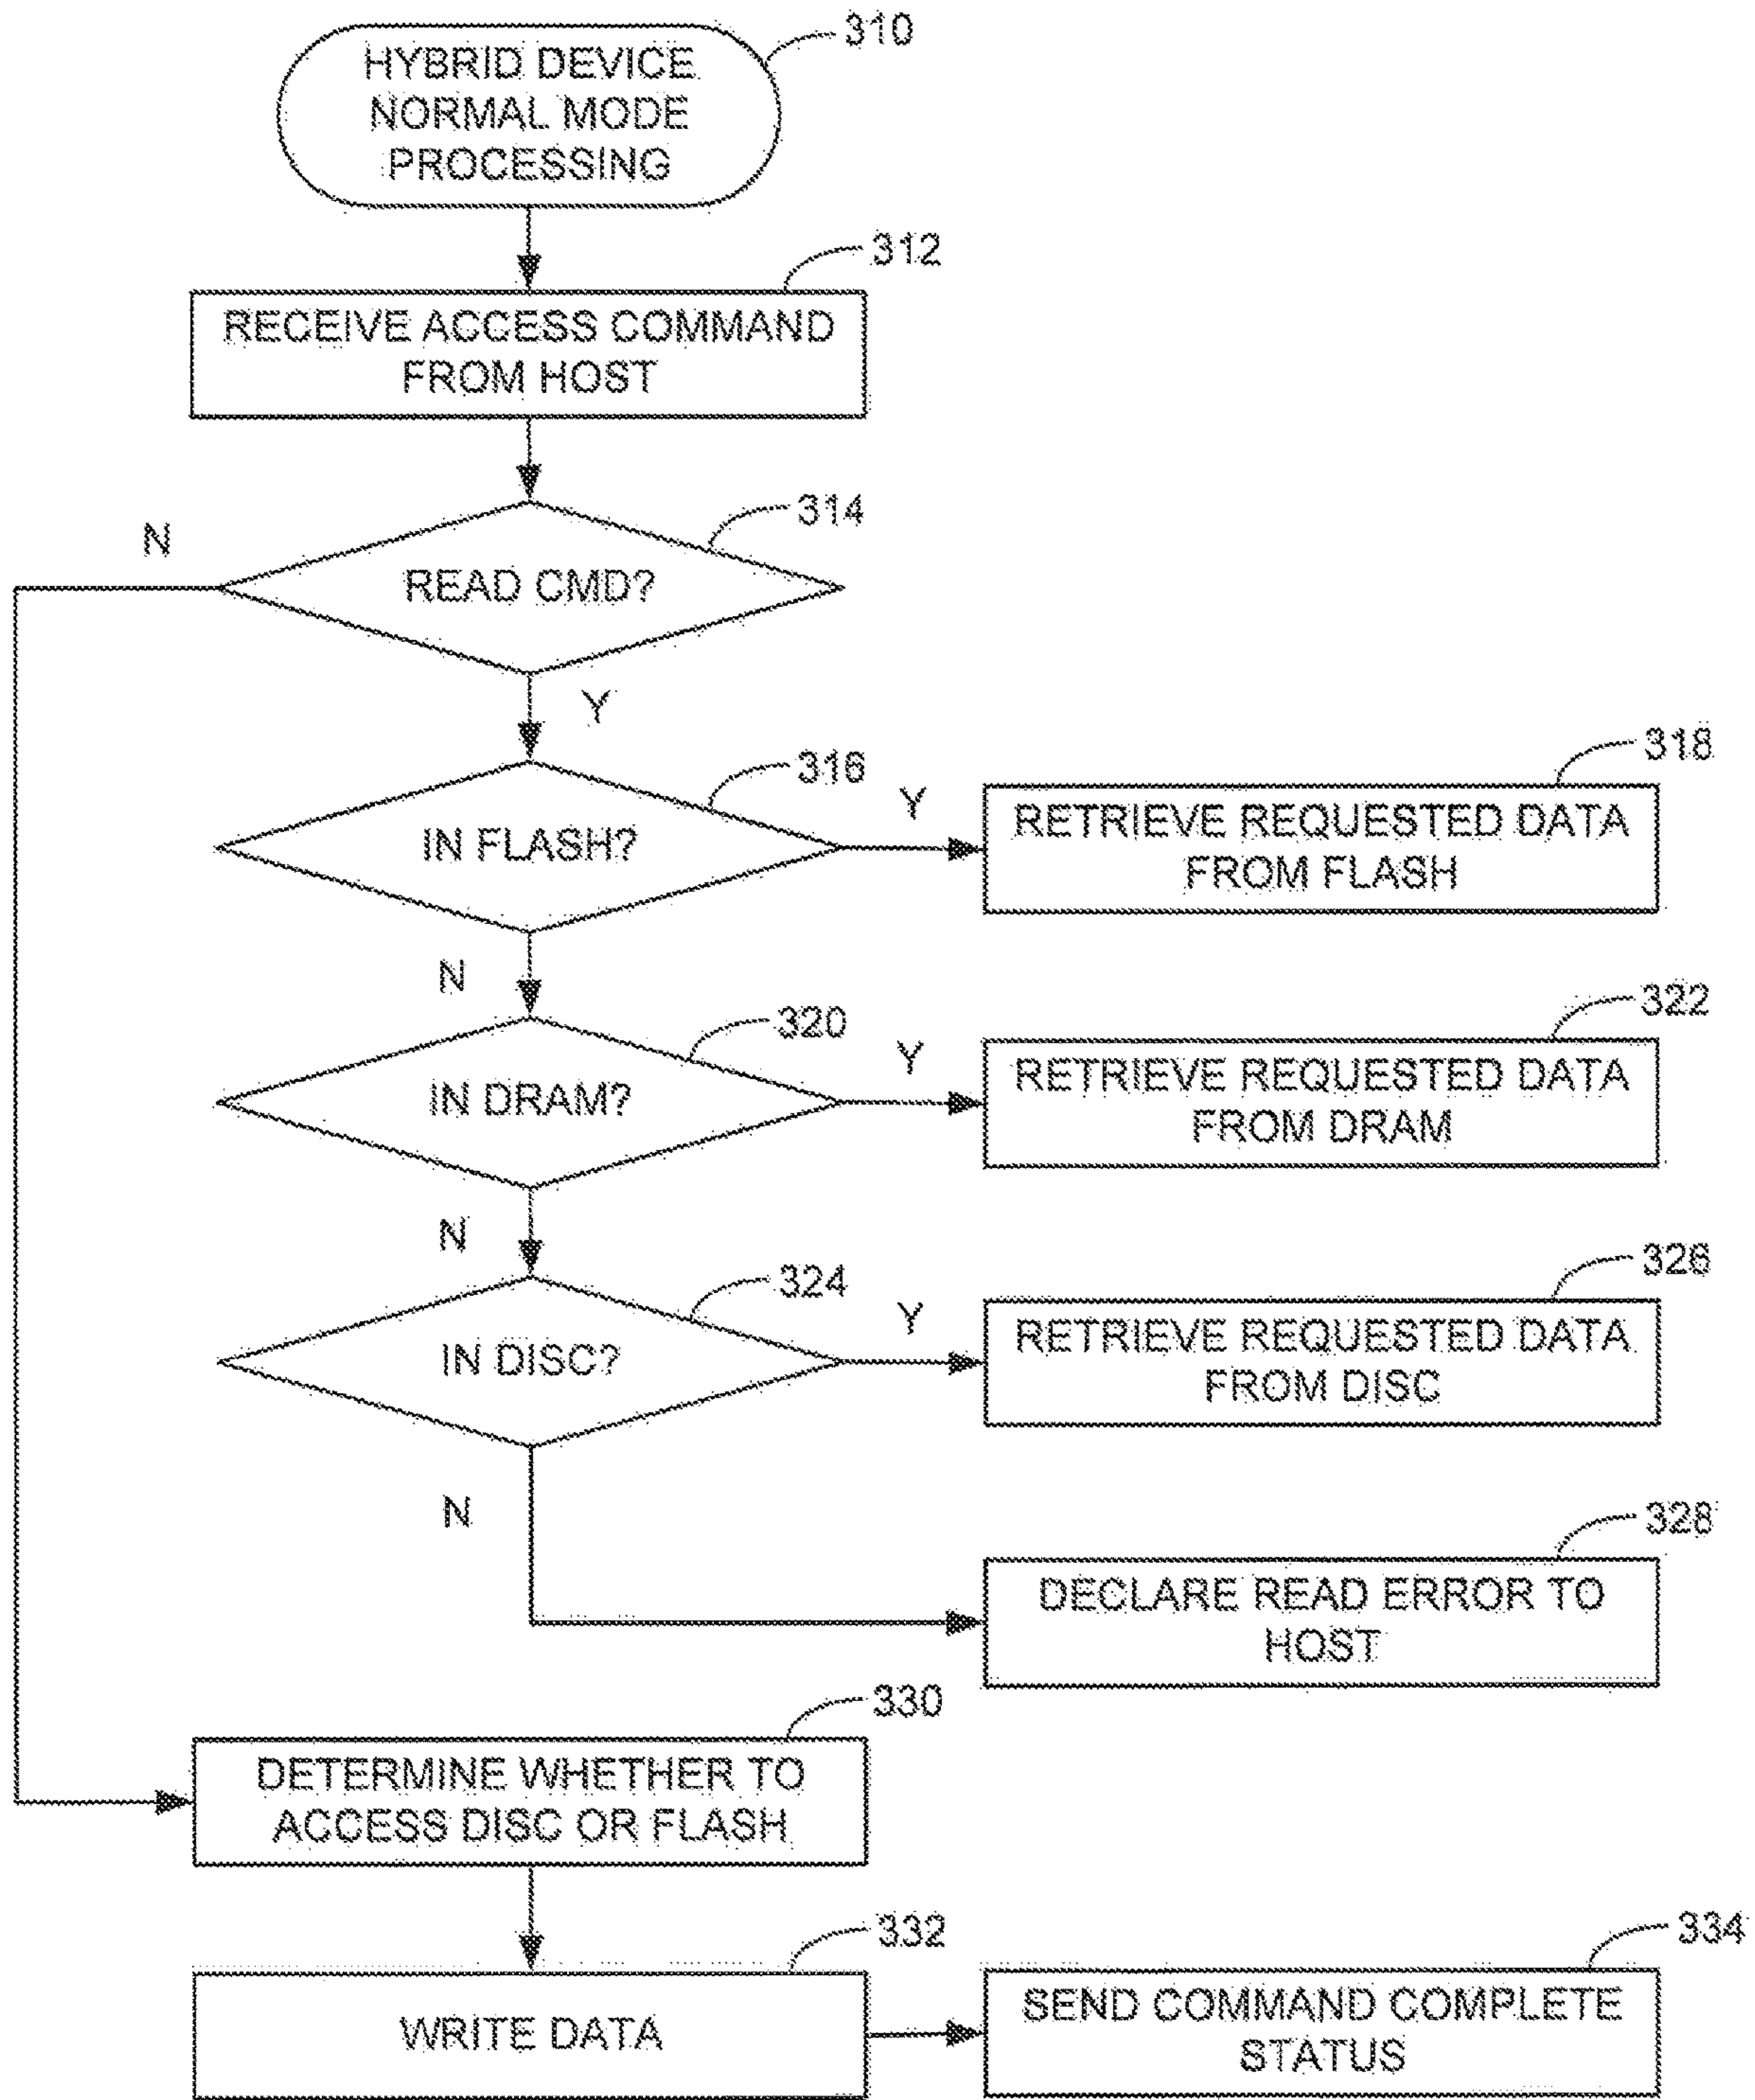 310
HYBRID DEVICE
NORMAL MODE
PROCESSING
312
RECEIVE ACCESS COMMAND
FROM HOST
314
N
READ CMD?
Y
316
318
IN FLASH?
Y
RETRIEVE REQUESTED DATA
FROM FLASH
N
320
322
IN DRAM?
Y
RETRIEVE REQUESTED DATA
FROM DRAM
N
324
326
IN DISC?
Y
RETRIEVE REQUESTED DATA
FROM DISC
N
328
DECLARE READ ERROR TO
HOST
330
DETERMINE WHETHER TO
ACCESS DISC OR FLASH
332
334
WRITE DATA
SEND COMMAND COMPLETE
STATUS